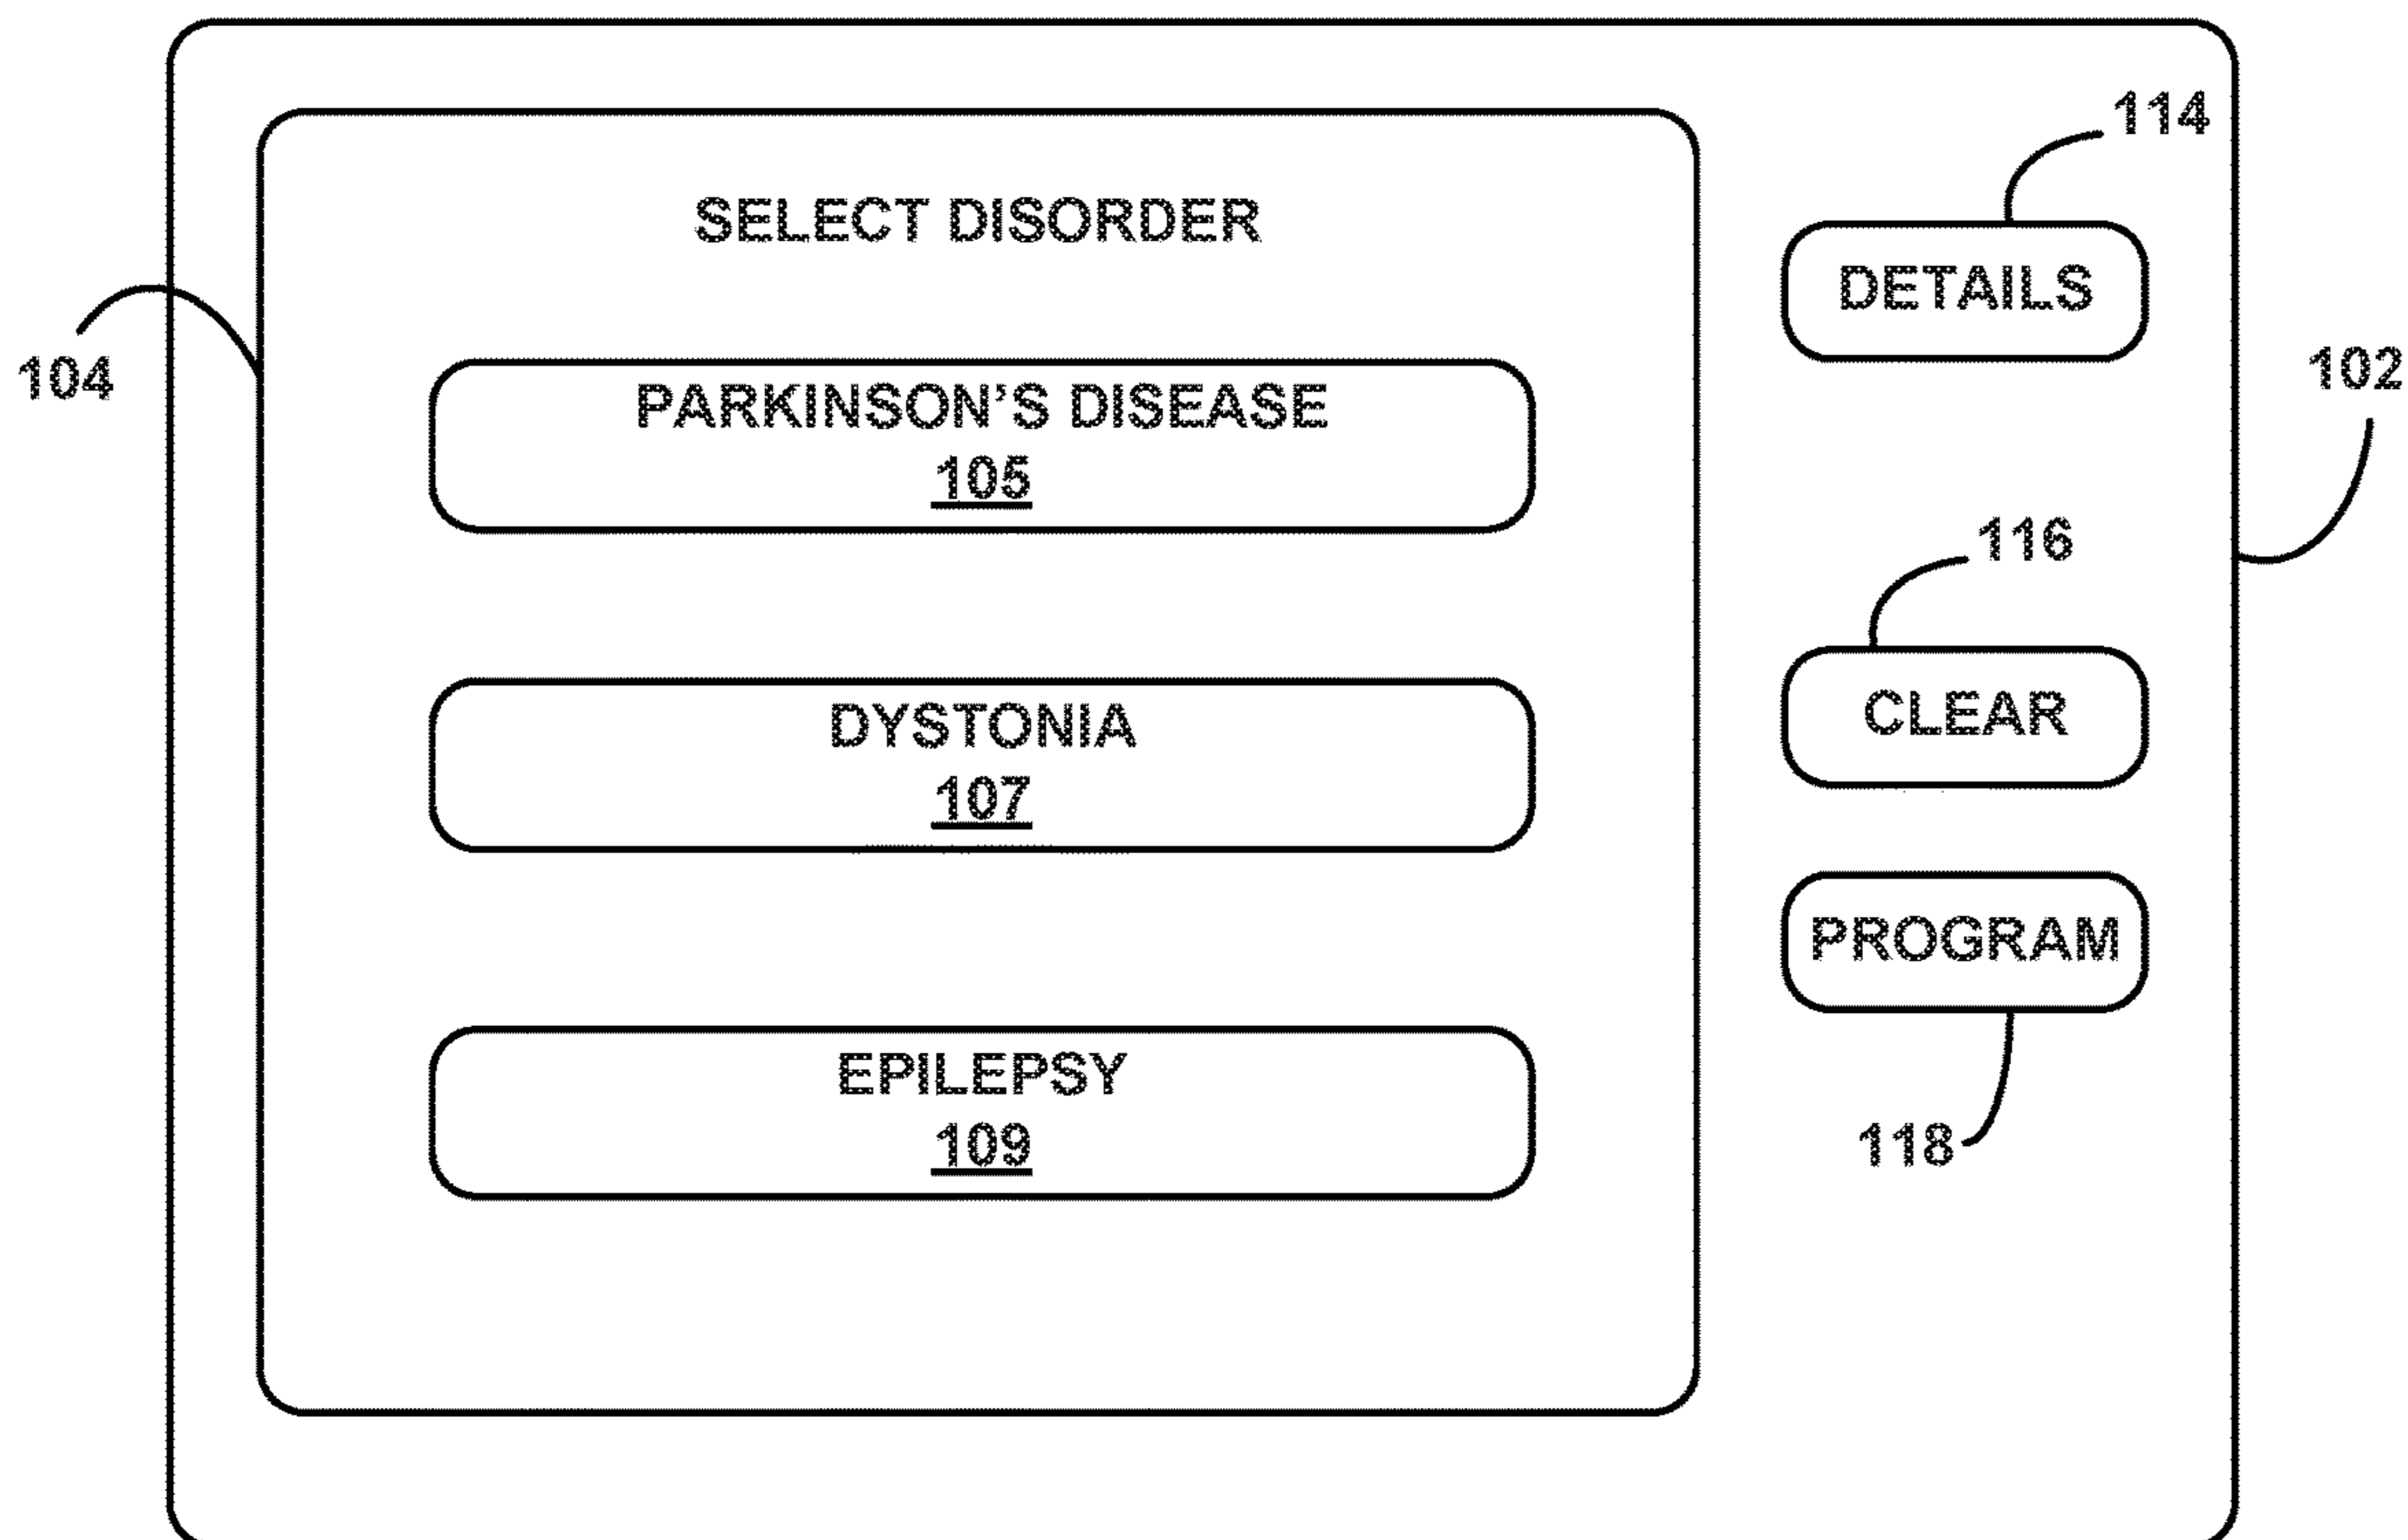 114
SELECT DISORDER
DETAILS
104
PARKINSON'S DISEASE
105
102
116
DYSTONIA
107
CLEAR
PROGRAM
EPILEPSY
109
118